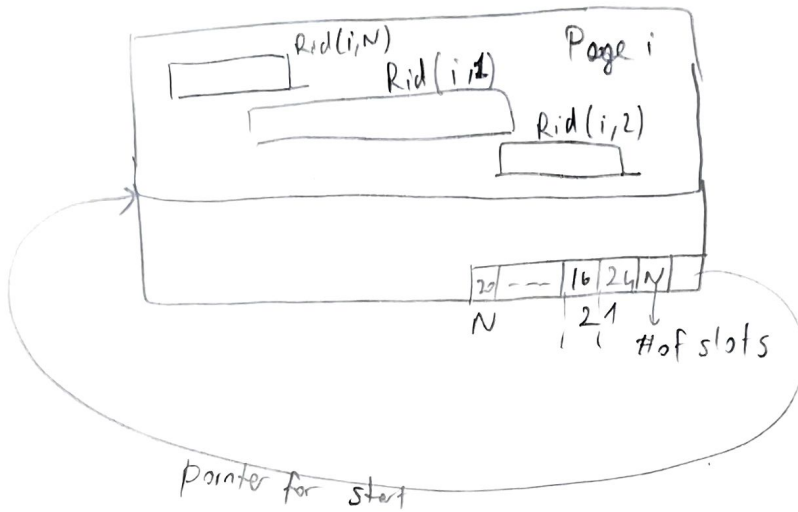 Page i
Rid(i,N)
Rid(i,1)
Rid(i,2)
20 --- 16 24 N
N 2 1
# of slots
pointer for start